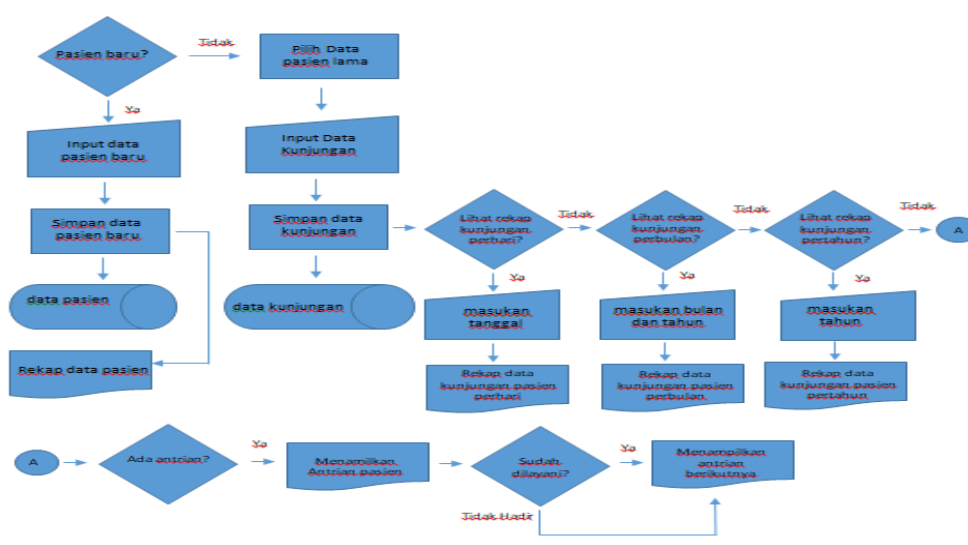 Pasien baru?
Tidak
Pilih Data
pasien lama
Ya
Input data
pasien baru
Input Data
Kunjungan
Simpan data
pasien baru
Simpan data
kunjungan
Lihat rekap
kunjungan
perhari?
Tidak
Lihat rekap
kunjungan
perbulan?
Tidak
Lihat rekap
kunjungan
pertahun?
Tidak
A
Ya
Ya
Ya
data pasien
data kunjungan
masukan
tanggal
masukan bulan
dan tahun
masukan
tahun
Rekap data pasien
Rekap data
kunjungan pasien
perhari
Rekap data
kunjungan pasien
perbulan
Rekap data
kunjungan pasien
pertahun
A
Ada antrian?
Ya
Menamilkan
Antrian pasien
Sudah
dilayani?
Ya
Menampilkan
antrian
berikutnya
Tidak Hadir